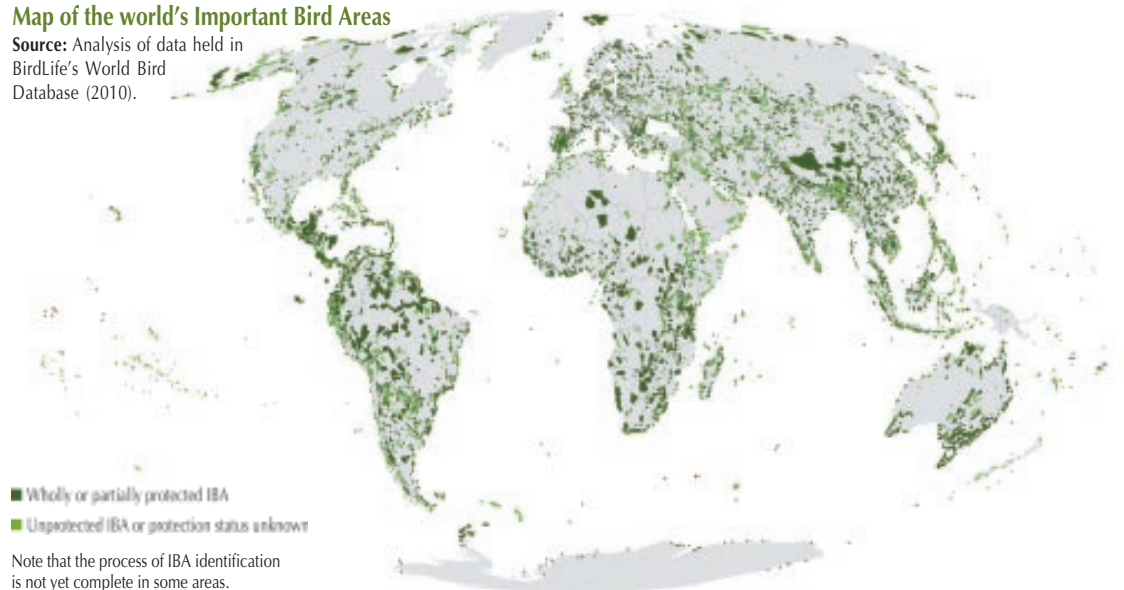 Map of the world's Important Bird Areas
Source: Analysis of data held in
BirdLife's World Bird
Database (2010).
Wholly or partially protected IBA
Unprotected IBA or protection status unknown
Note that the process of IBA identification
is not yet complete in some areas.